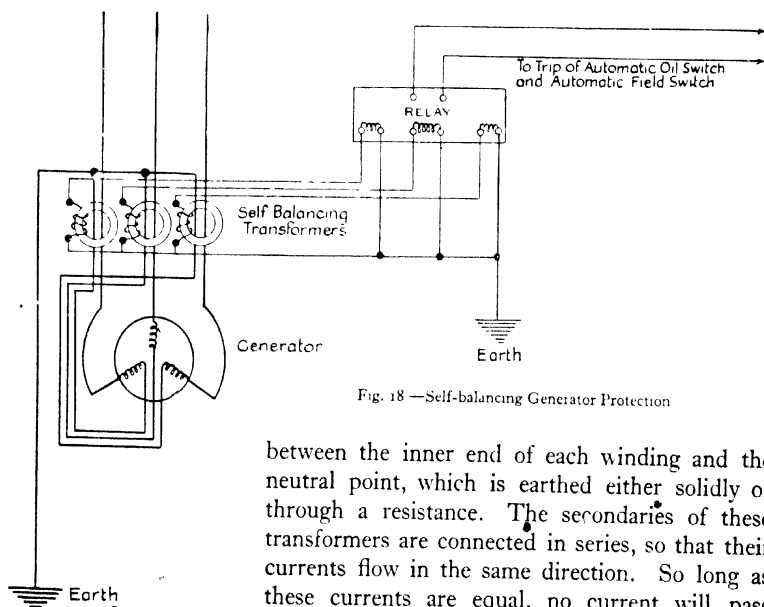 To Trip of Automatic Oil Switch
and Automatic Field Switch
RELAY
Self Balancing
Transformers
Generator
Earth
Fig. 18 —Self-balancing Generator Protection
between the inner end of each winding and the
neutral point, which is earthed either solidly or
through a resistance. The secondaries of these
transformers are connected in series, so that their
currents flow in the same direction. So long as
these currents are equal, no current will pass
Earth